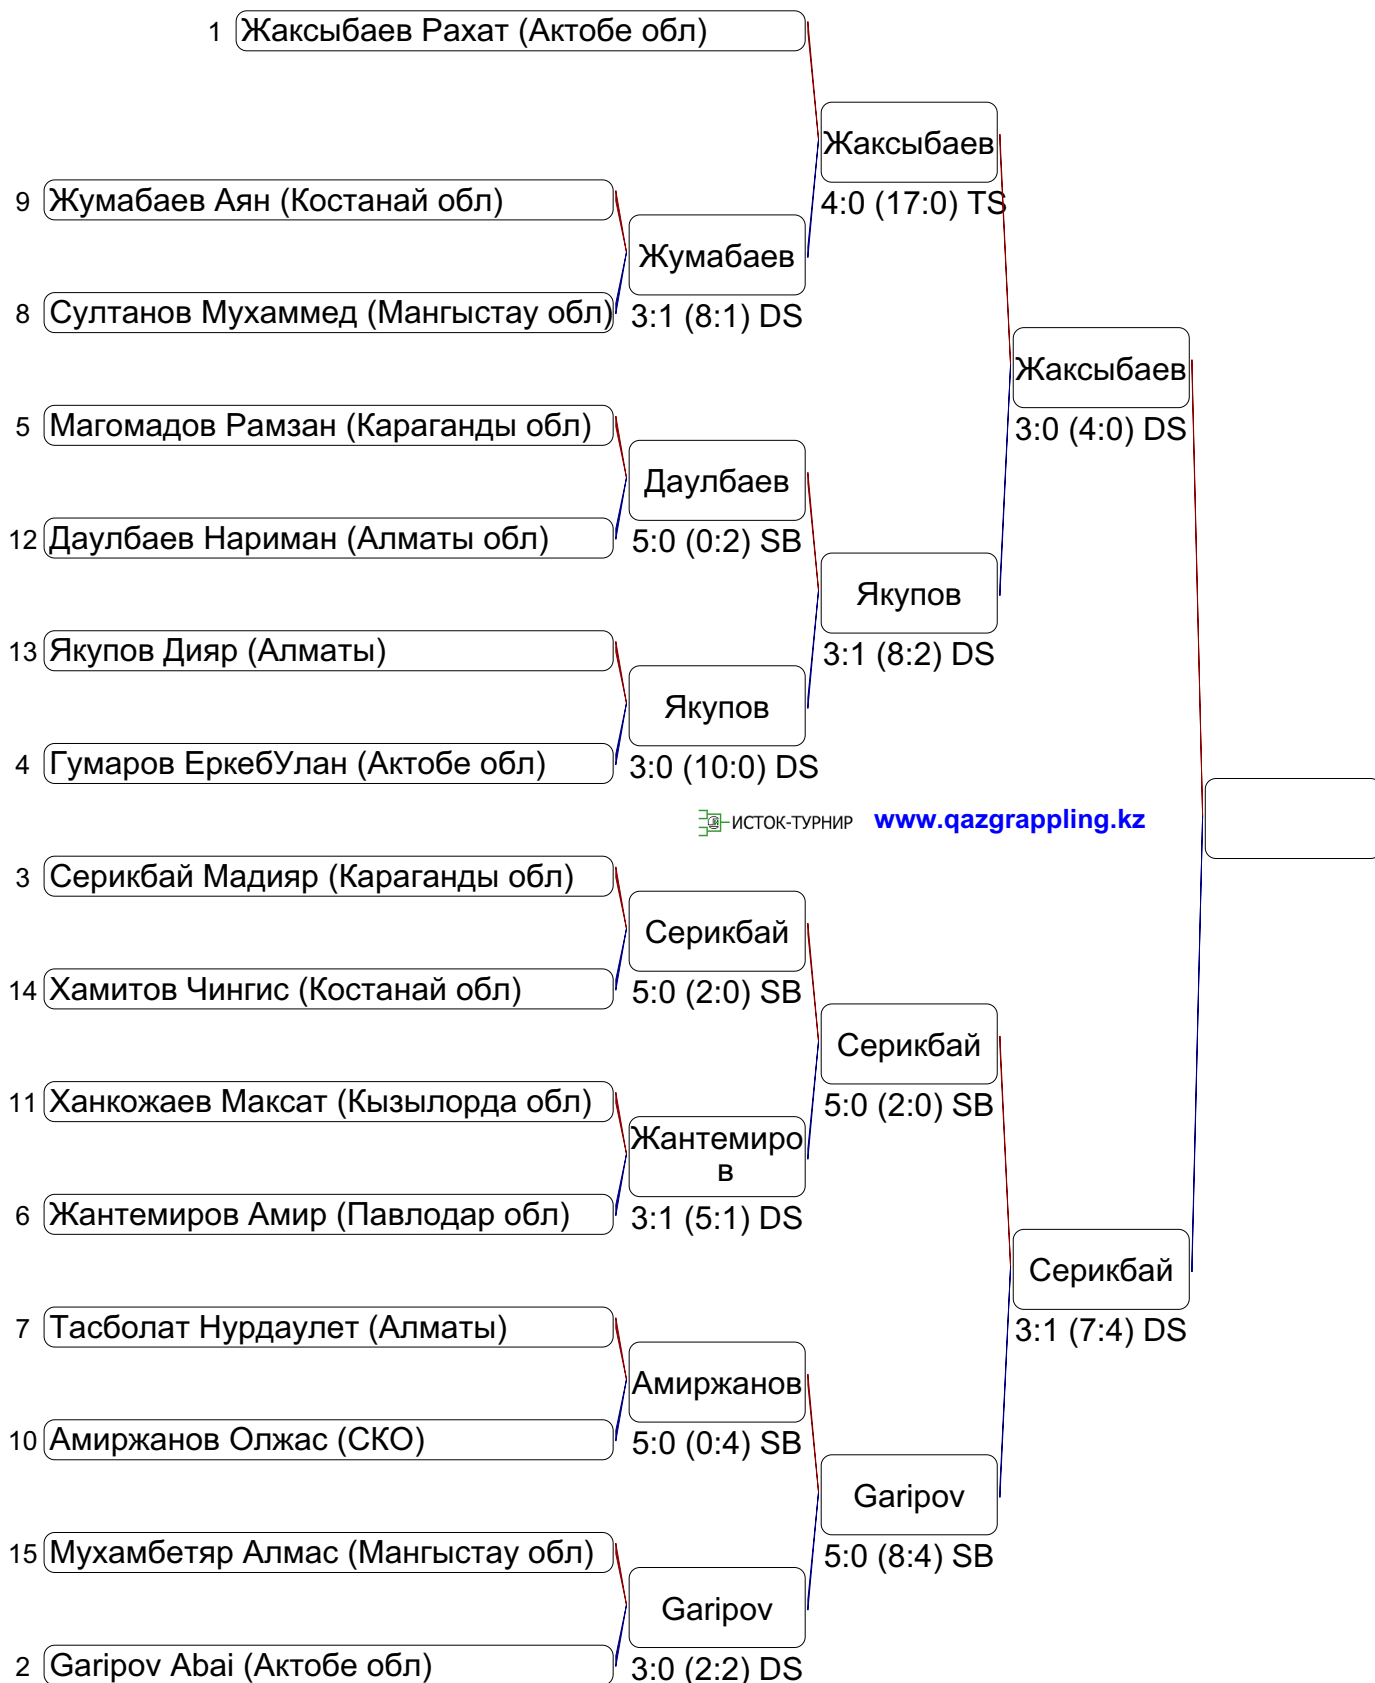 1 Жаксыбаев Рахат (Актобе обл)
Жаксыбаев
4:0 (17:0) TS
9 Жумабаев Аян (Костанай обл)
Жумабаев
8 Султанов Мухаммед (Мангыстау обл)
3:1 (8:1) DS
Жаксыбаев
3:0 (4:0) DS
5 Магомадов Рамзан (Караганды обл)
Даулбаев
12 Даулбаев Нариман (Алматы обл)
5:0 (0:2) SB
Якупов
3:1 (8:2) DS
13 Якупов Дияр (Алматы)
Якупов
4 Гумаров ЕркебУлан (Актобе обл)
3:0 (10:0) DS
ИСТОК-ТУРНИР www.qazgrappling.kz
3 Серикбай Мадияр (Караганды обл)
Серикбай
14 Хамитов Чингис (Костанай обл)
5:0 (2:0) SB
Серикбай
5:0 (2:0) SB
11 Ханкожаев Максат (Кызылорда обл)
Жантемиро
в
6 Жантемиров Амир (Павлодар обл)
3:1 (5:1) DS
Серикбай
3:1 (7:4) DS
7 Тасболат Нурдаулет (Алматы)
Амиржанов
10 Амиржанов Олжас (СКО)
5:0 (0:4) SB
Garipov
5:0 (8:4) SB
15 Мухамбетяр Алмас (Мангыстау обл)
Garipov
2 Garipov Abai (Актобе обл)
3:0 (2:2) DS